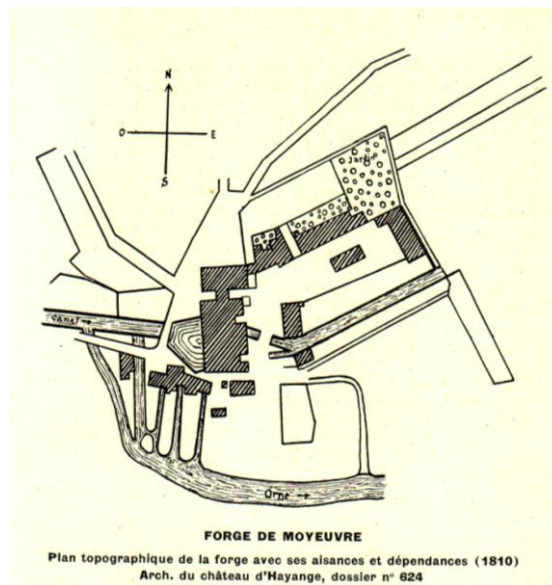 N
O E
S
Jardin
Canal →
Orne →
FORGE DE MOYEUVRE
Plan topographique de la forge avec ses aisances et dépendances (1810)
Arch. du château d'Hayange, dossier n° 624